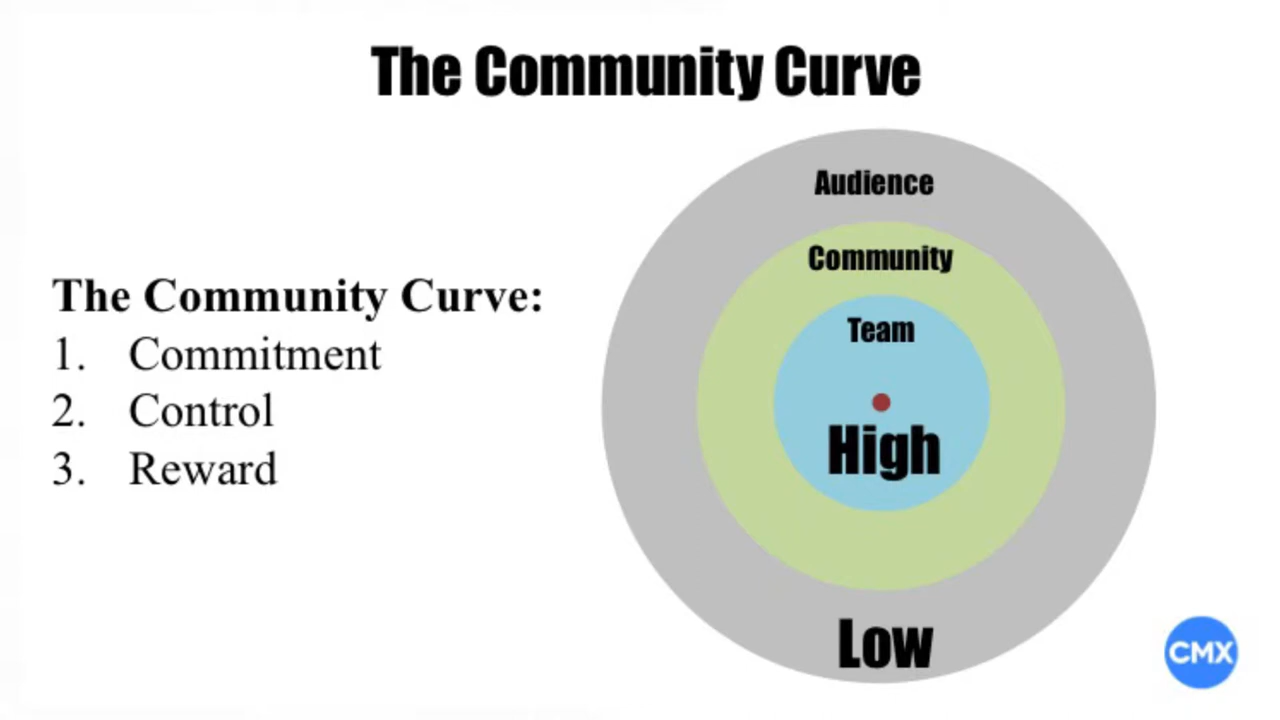 The Community Curve
The Community Curve:
1. Commitment
2. Control
3. Reward
Audience
Community
Team
High
Low
CMX